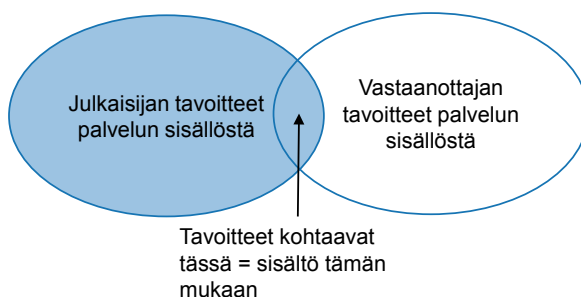 Julkaisijan tavoitteet
palvelun sisällöstä
Vastaanottajan
tavoitteet palvelun
sisällöstä
Tavoitteet kohtaavat
tässä = sisältö tämän
mukaan